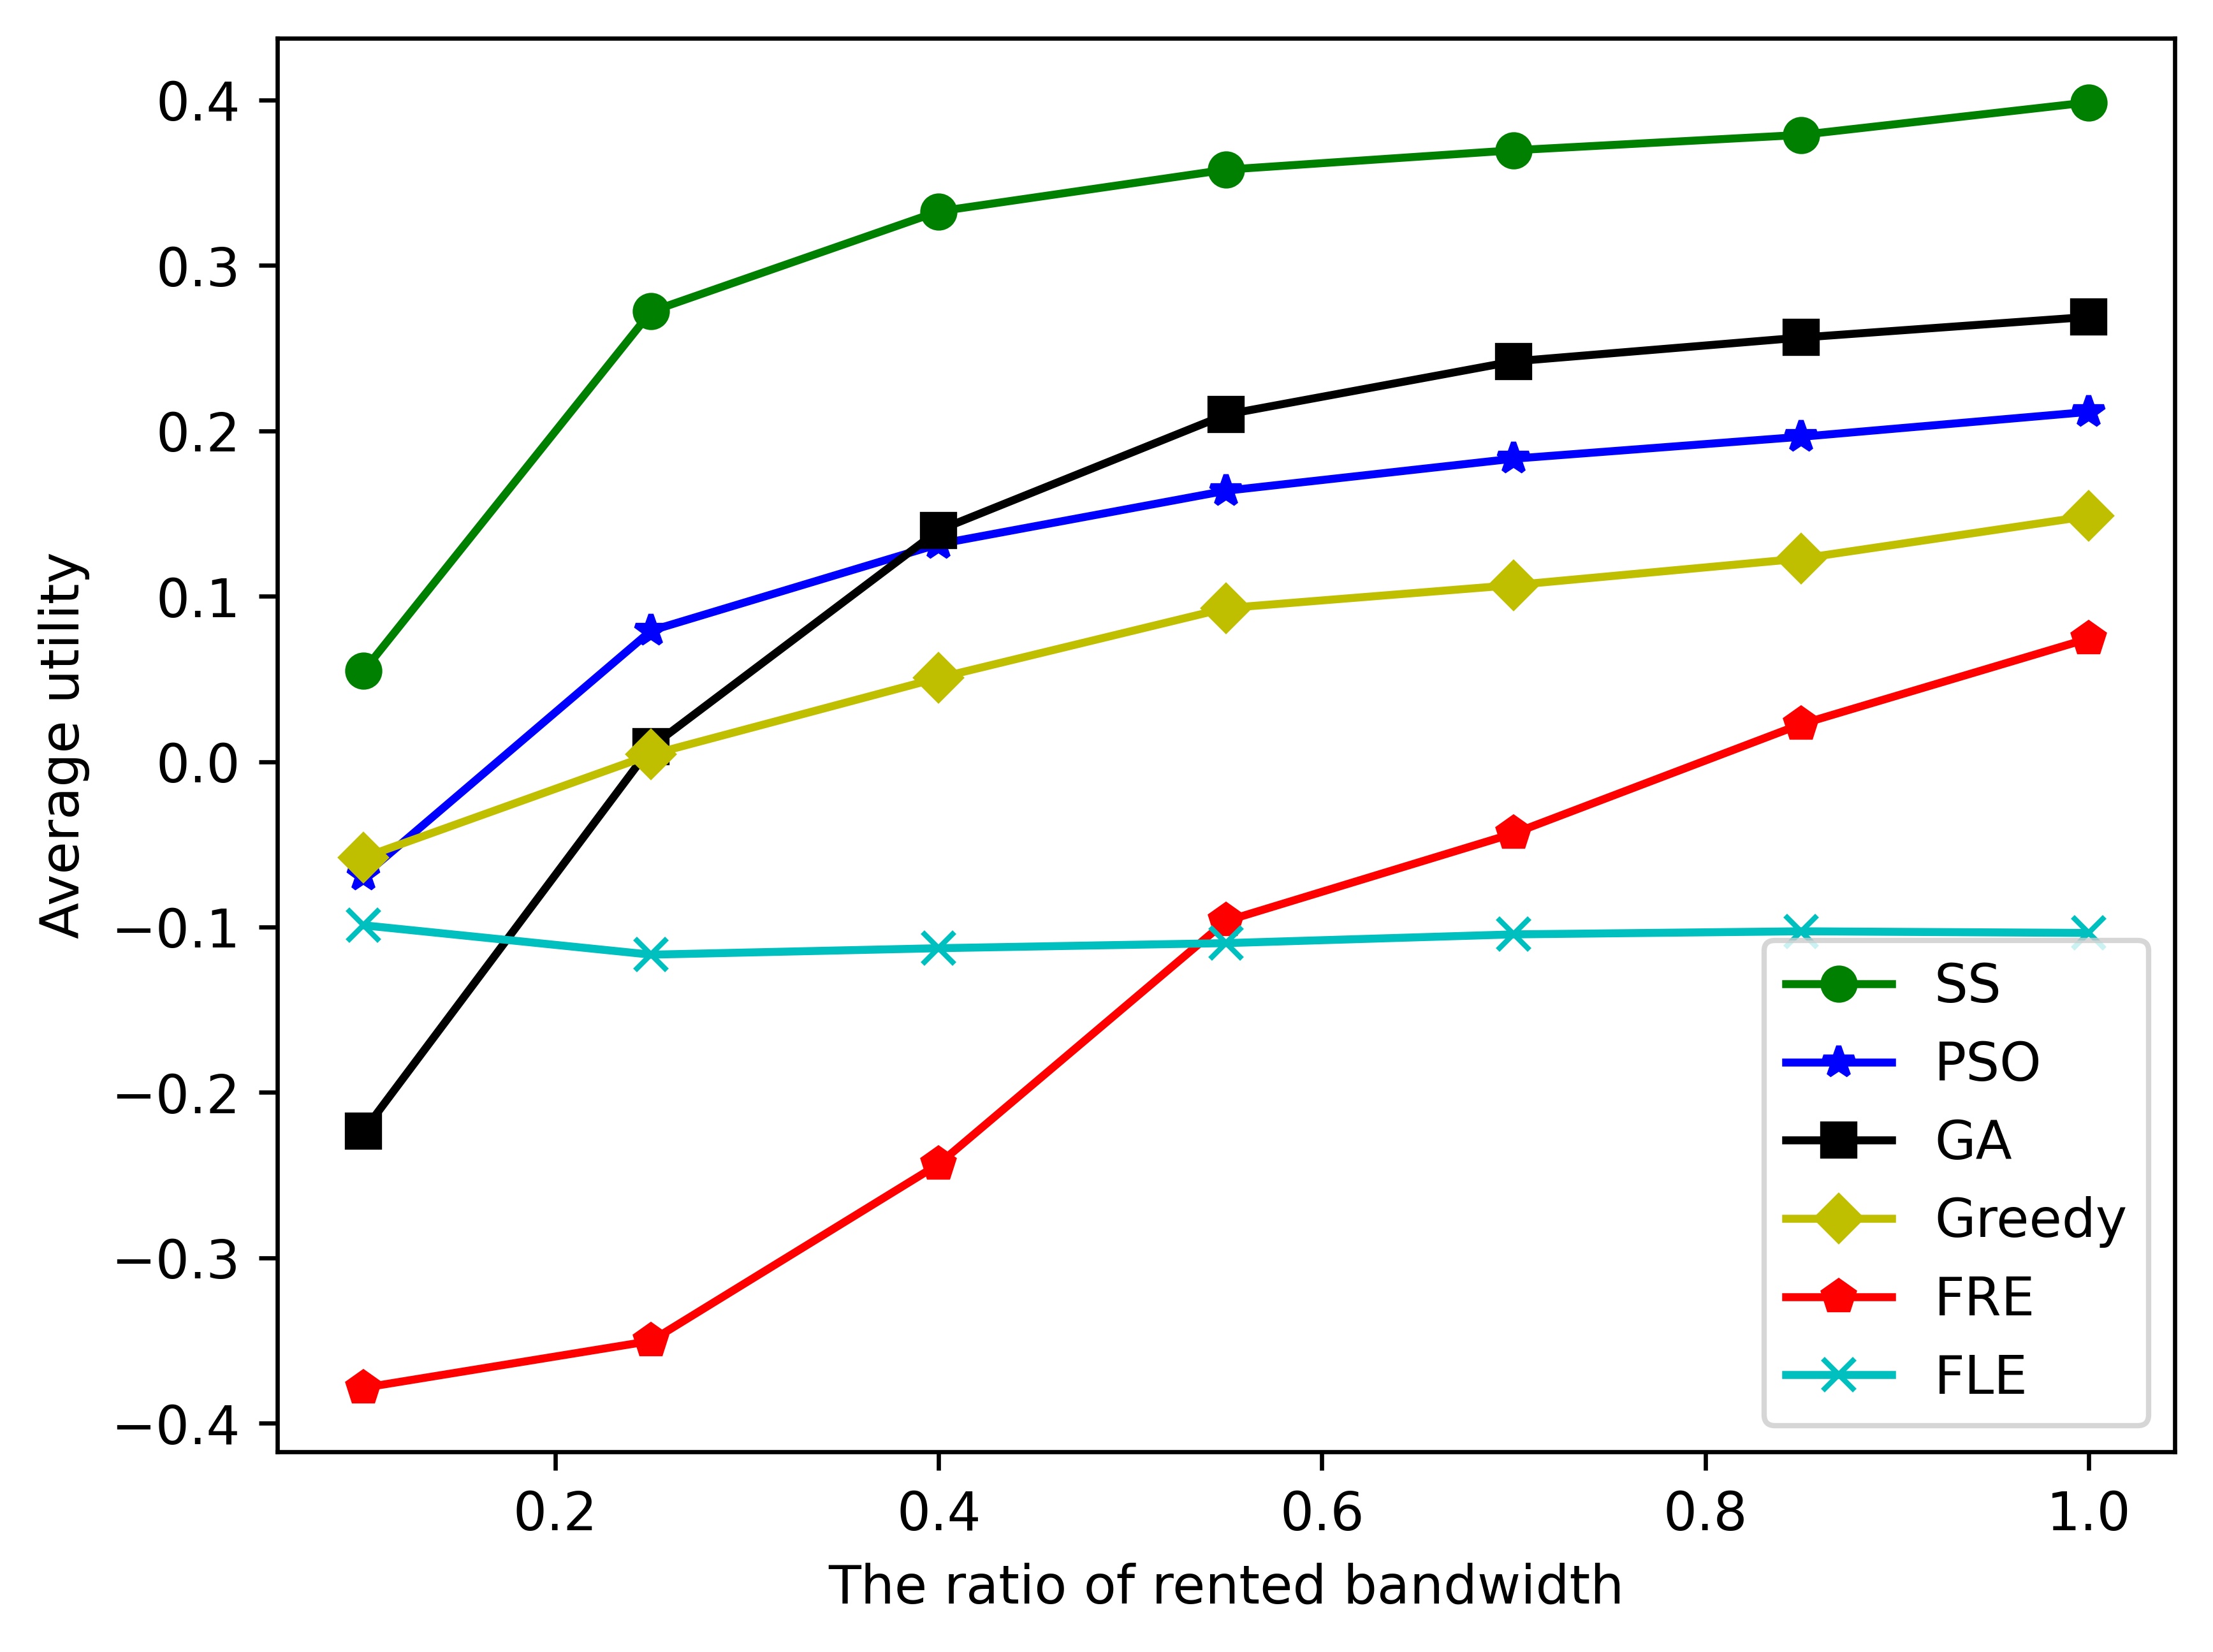 0.4
0.3
0.2
0.1
0.0
−0.1
−0.2
−0.3
−0.4
Average utility
0.2 0.4 0.6 0.8 1.0
The ratio of rented bandwidth
SS
PSO
GA
Greedy
FRE
FLE